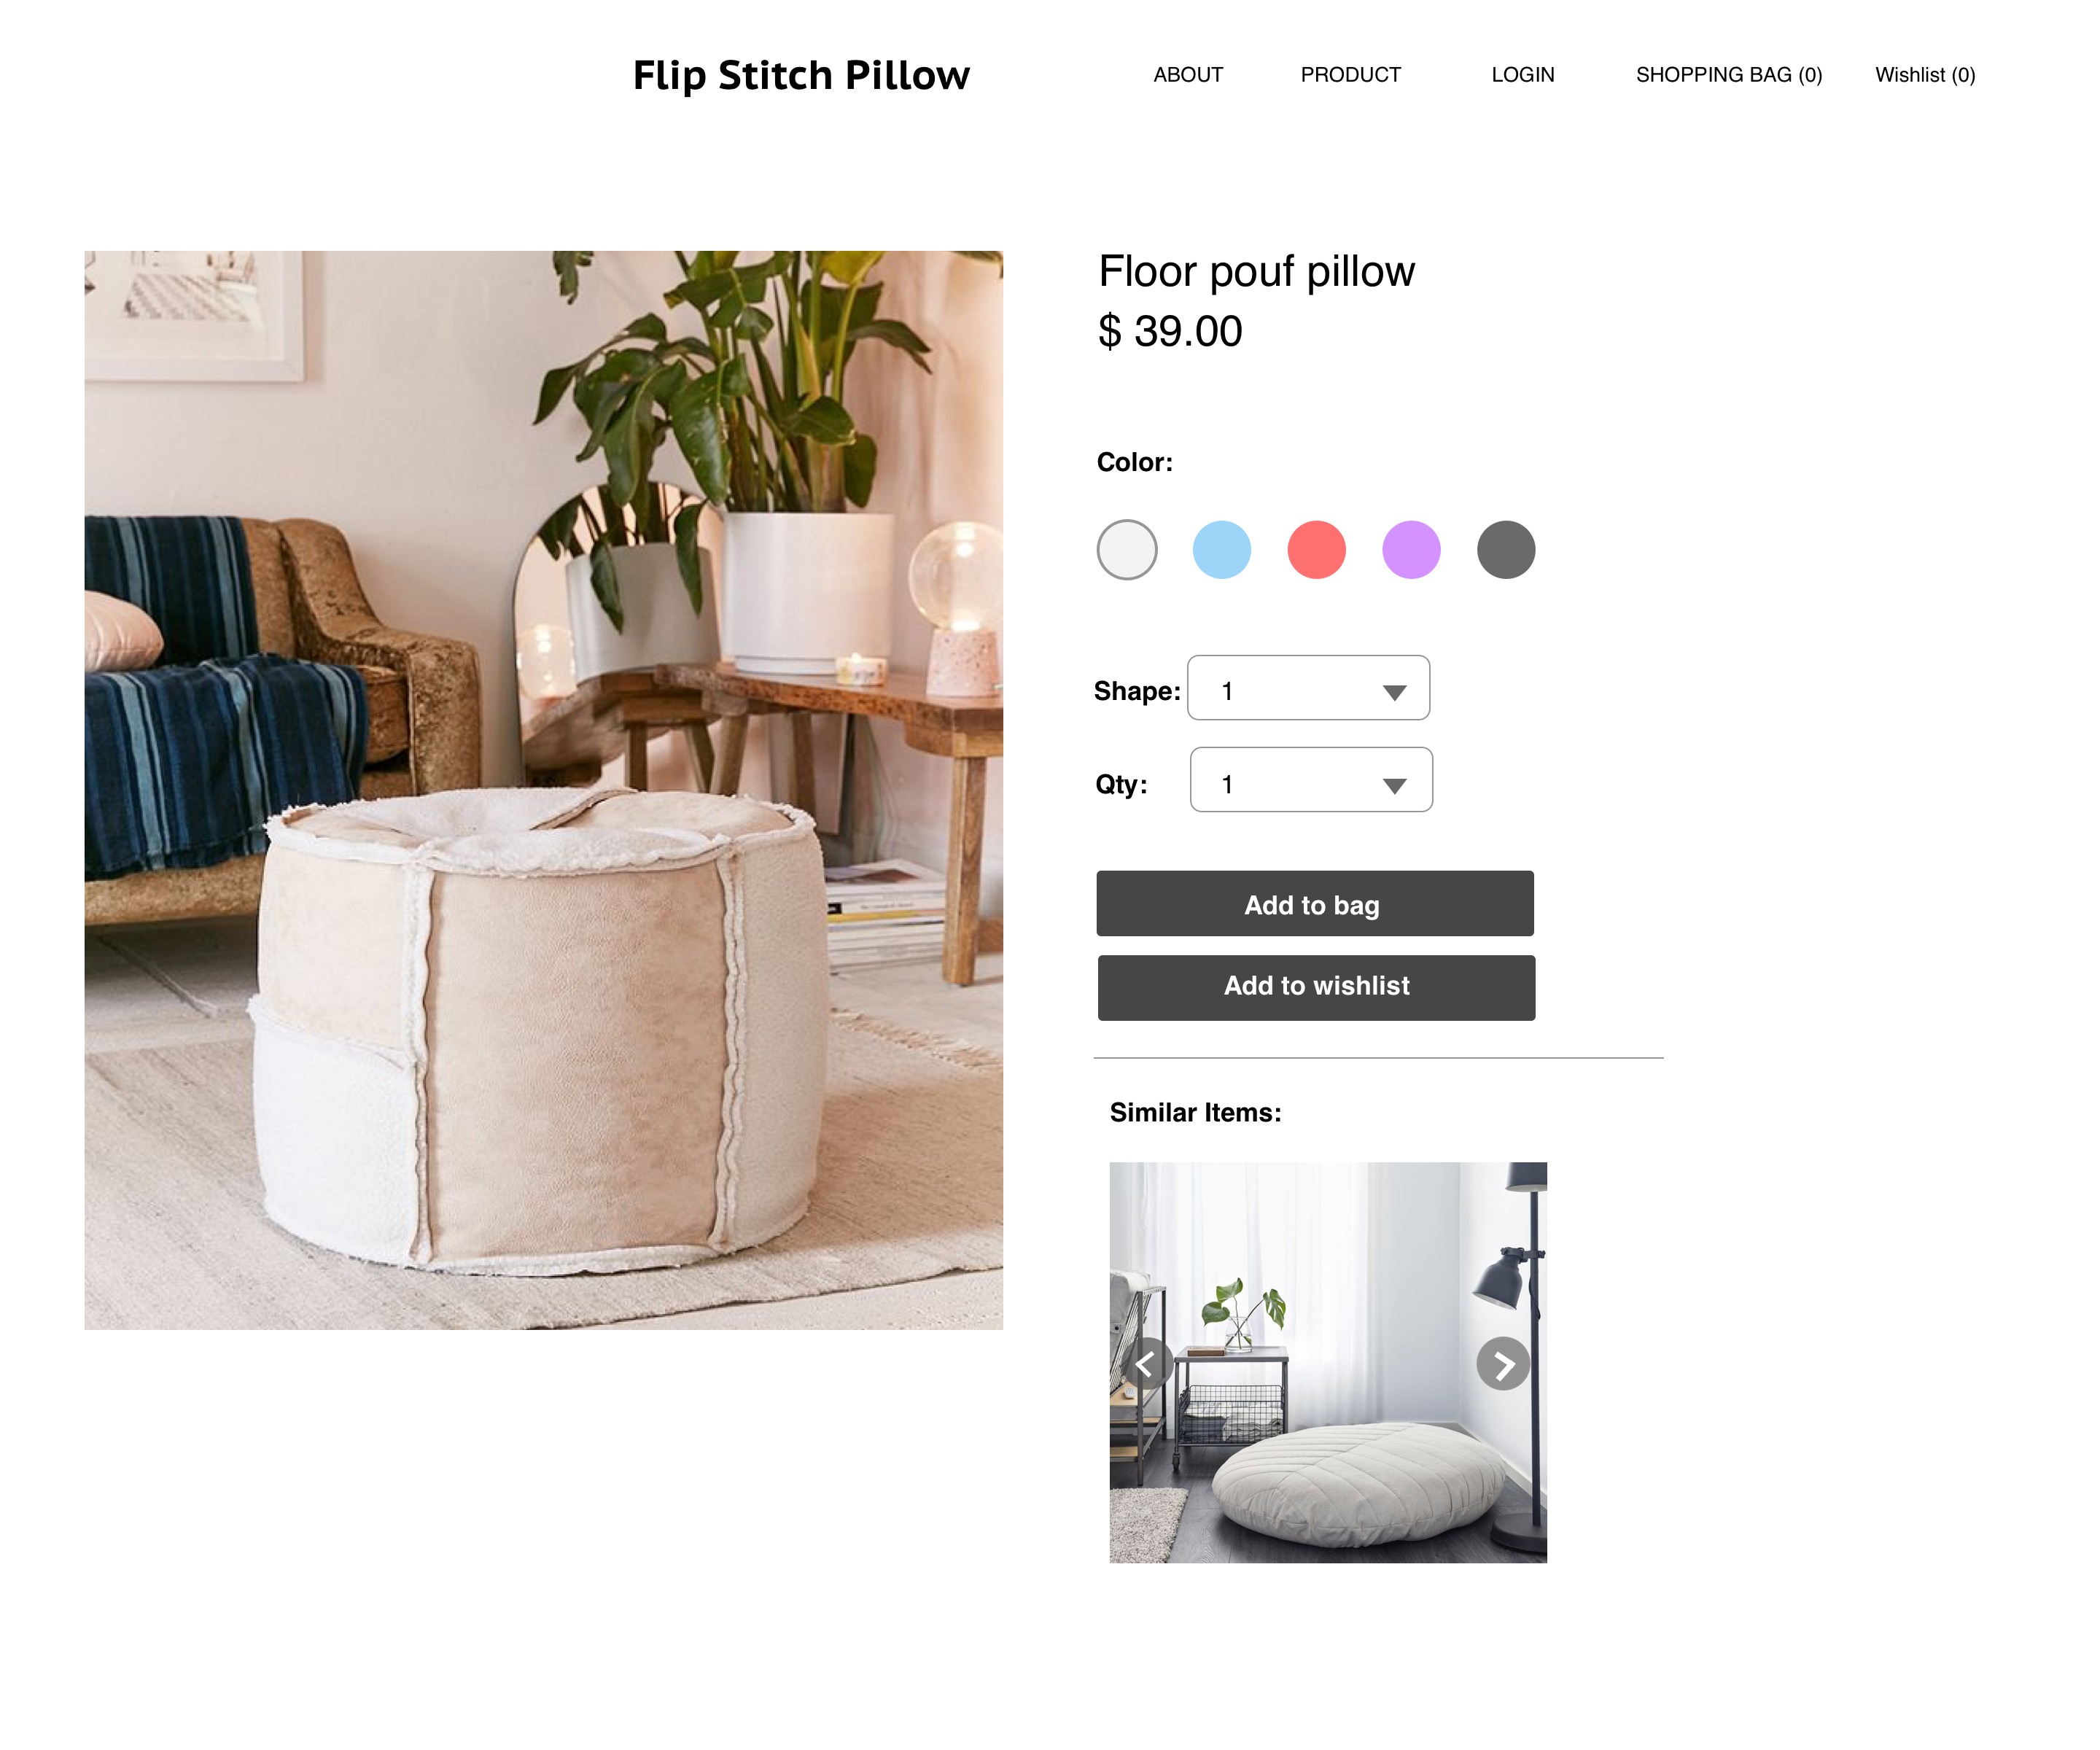 Flip Stitch Pillow
ABOUT
PRODUCT
LOGIN
SHOPPING BAG (0)
Wishlist (0)
Floor pouf pillow
$ 39.00
Color:
Shape: 1
Qty: 1
Add to bag
Add to wishlist
Similar Items: